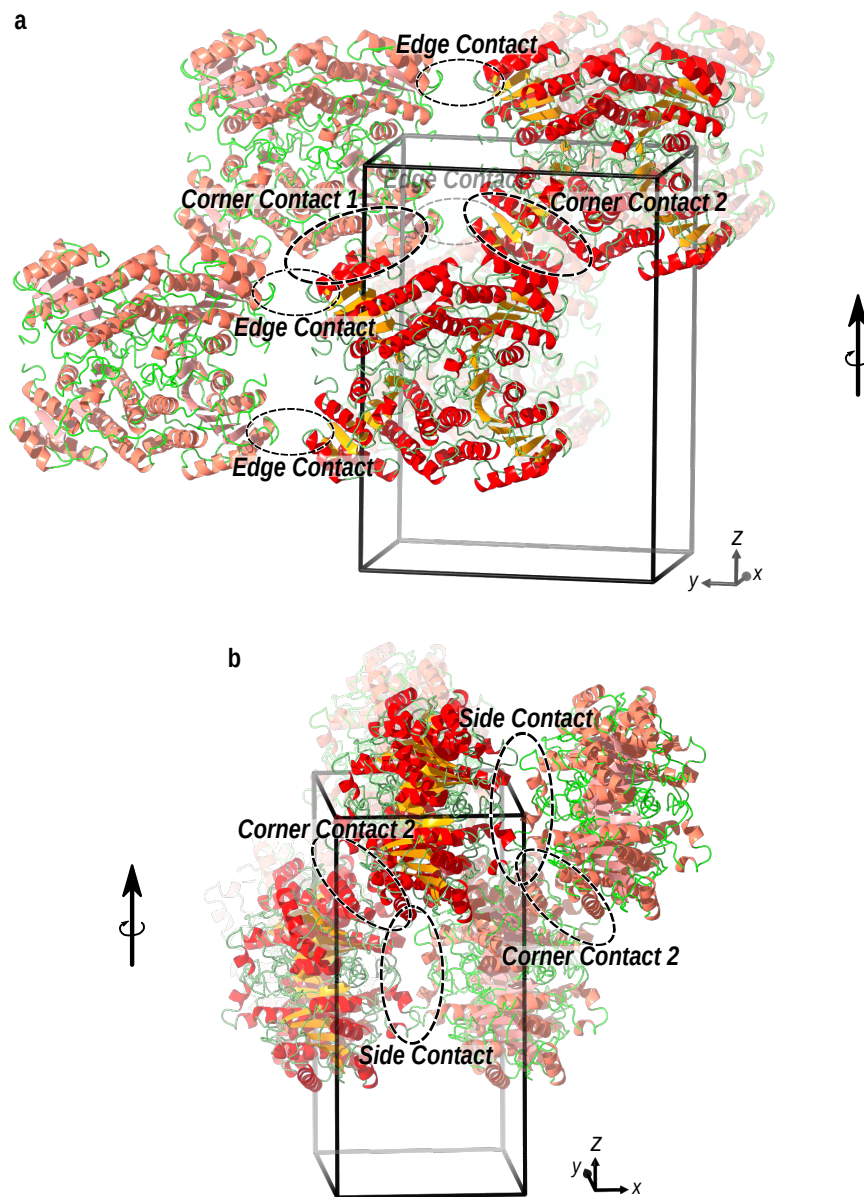 a
Edge Contact
Edge Contact
Corner Contact 1
Corner Contact 2
Edge Contact
Edge Contact
z
y
x
b
Side Contact
Corner Contact 2
Corner Contact 2
Side Contact
z
y
x